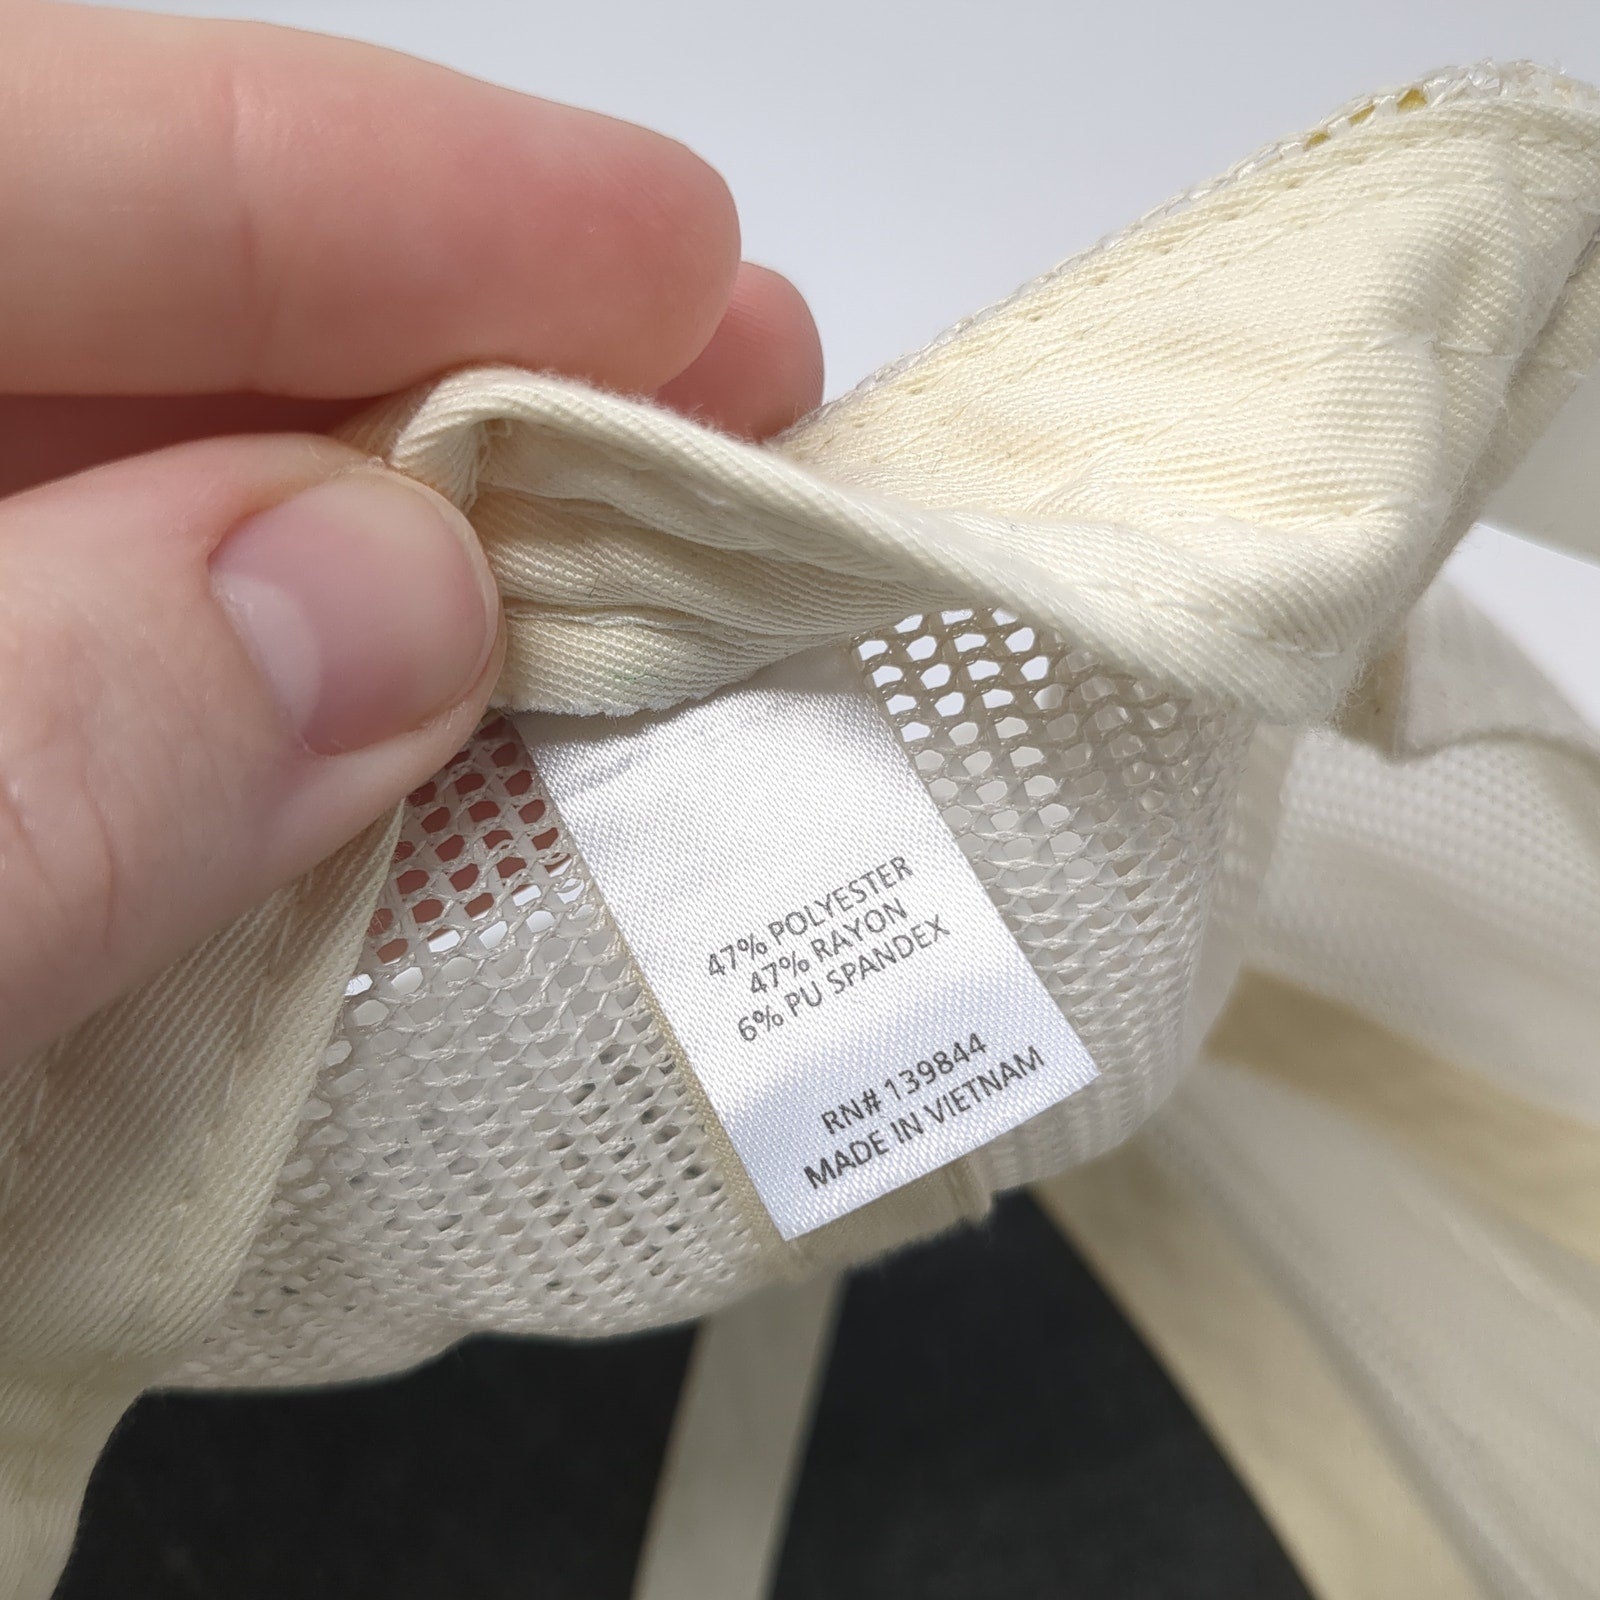 47% POLYESTER
47% RAYON
6% PU SPANDEX
RN# 139844
MADE IN VIETNAM